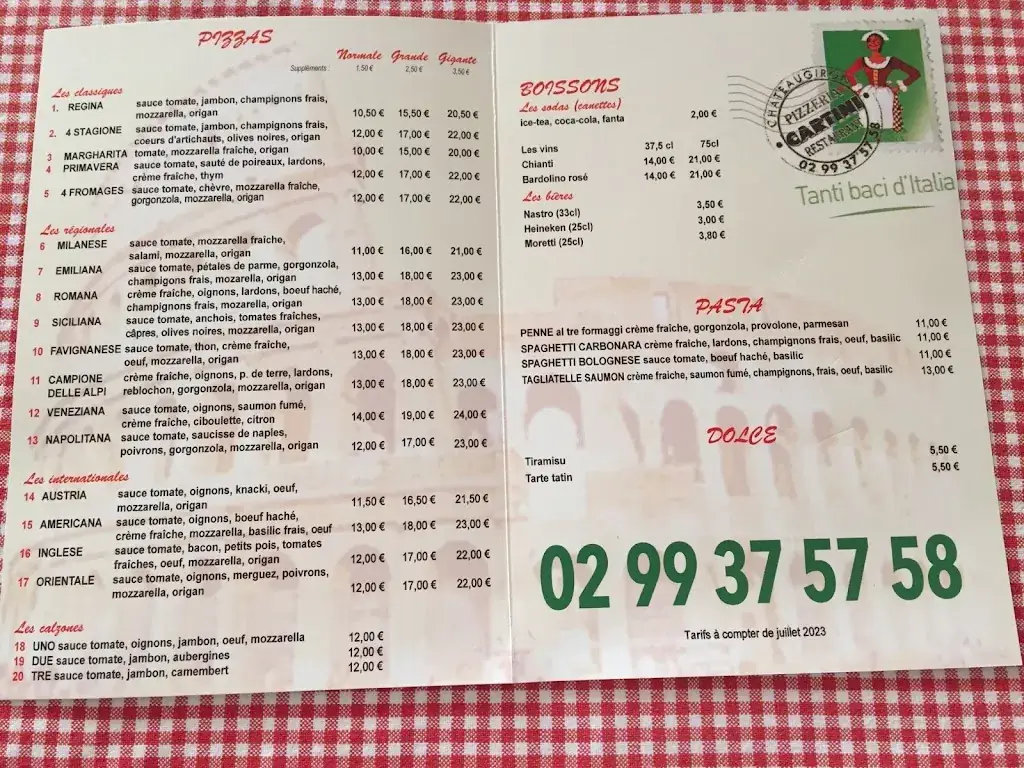 PIZZAS
Normale Grande Gigante
Suppléments : 1,50 € 2,50 € 3,50 €
Les classiques
1. REGINA sauce tomate, jambon, champignons frais,
mozzarella, origan 10,50 € 15,50 € 20,50 €
2. 4 STAGIONE sauce tomate, jambon, champignons frais,
coeurs d'artichauts, olives noires, origan 12,00 € 17,00 € 22,00 €
3 MARGHARITA tomate, mozzarella fraîche, origan 10,00 € 15,00 € 20,00 €
4 PRIMAVERA sauce tomate, sauté de poireaux, lardons,
crème fraîche, thym 12,00 € 17,00 € 22,00 €
5 4 FROMAGES sauce tomate, chèvre, mozzarella fraîche,
gorgonzola, mozzarella, origan 12,00 € 17,00 € 22,00 €
Les régionales
6 MILANESE sauce tomate, mozzarella fraîche,
salami, mozzarella, origan 11,00 € 16,00 € 21,00 €
7 EMILIANA sauce tomate, pétales de parme, gorgonzola,
champigons frais, mozarella, origan 13,00 € 18,00 € 23,00 €
8 ROMANA crème fraîche, oignons, lardons, boeuf haché,
champignons frais, mozarella, origan 13,00 € 18,00 € 23,00 €
9 SICILIANA sauce tomate, anchois, tomates fraîches,
câpres, olives noires, mozzarella, origan 13,00 € 18,00 € 23,00 €
10 FAVIGNANESE sauce tomate, thon, crème fraîche,
oeuf, mozzarella, origan 13,00 € 18,00 € 23,00 €
11 CAMPIONE DELLE ALPI crème fraîche, oignons, p. de terre, lardons,
reblochon, gorgonzola, mozzarella, origan 13,00 € 18,00 € 23,00 €
12 VENEZIANA sauce tomate, oignons, saumon fumé,
crème fraîche, ciboulette, citron 14,00 € 19,00 € 24,00 €
13 NAPOLITANA sauce tomate, saucisse de naples,
poivrons, gorgonzola, mozzarella, origan 12,00 € 17,00 € 23,00 €
Les internationales
14 AUSTRIA sauce tomate, oignons, knacki, oeuf,
mozzarella, origan 11,50 € 16,50 € 21,50 €
15 AMERICANA sauce tomate, oignons, boeuf haché,
crème fraîche, mozzarella, basilic frais, oeuf 13,00 € 18,00 € 23,00 €
16 INGLESE sauce tomate, bacon, petits pois, tomates
fraîches, oeuf, mozzarella, origan 12,00 € 17,00 € 22,00 €
17 ORIENTALE sauce tomate, oignons, merguez, poivrons,
mozzarella, origan 12,00 € 17,00 € 22,00 €
Les calzones
18 UNO sauce tomate, oignons, jambon, oeuf, mozzarella 12,00 €
19 DUE sauce tomate, jambon, aubergines 12,00 €
20 TRE sauce tomate, jambon, camembert 12,00 €
BOISSONS
Les sodas (canettes)
ice-tea, coca-cola, fanta 2,00 €
Les vins 37,5 cl 75cl
Chianti 14,00 € 21,00 €
Bardolino rosé 14,00 € 21,00 €
Les bières
Nastro (33cl) 3,50 €
Heineken (25cl) 3,00 €
Moretti (25cl) 3,80 €
CHATEAUGIRON
PIZZERIA
CARTINI
RESTAURANT
02 99 37 57 58
Tanti baci d'Italia
PASTA
PENNE al tre formaggi crème fraiche, gorgonzola, provolone, parmesan 11,00 €
SPAGHETTI CARBONARA crème fraîche, lardons, champignons frais, oeuf, basilic 11,00 €
SPAGHETTI BOLOGNESE sauce tomate, boeuf haché, basilic 11,00 €
TAGLIATELLE SAUMON crème fraiche, saumon fumé, champignons, frais, oeuf, basilic 13,00 €
DOLCE
Tiramisu 5,50 €
Tarte tatin 5,50 €
02 99 37 57 58
Tarifs à compter de juillet 2023